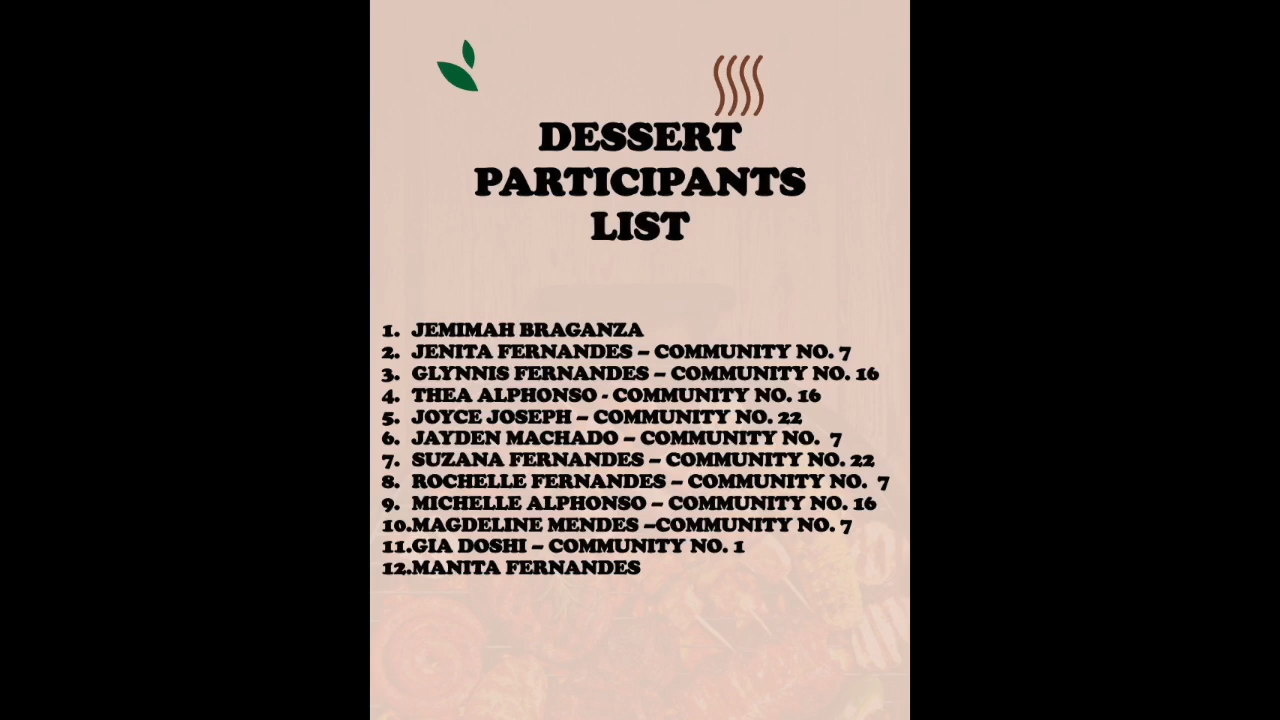 DESSERT
PARTICIPANTS
LIST
1. JEMIMAH BRAGANZA
2. JENITA FERNANDES – COMMUNITY NO. 7
3. GLYNNIS FERNANDES – COMMUNITY NO. 16
4. THEA ALPHONSO - COMMUNITY NO. 16
5. JOYCE JOSEPH – COMMUNITY NO. 22
6. JAYDEN MACHADO – COMMUNITY NO.  7
7. SUZANA FERNANDES – COMMUNITY NO. 22
8. ROCHELLE FERNANDES – COMMUNITY NO.  7
9. MICHELLE ALPHONSO – COMMUNITY NO. 16
10.MAGDELINE MENDES –COMMUNITY NO. 7
11.GIA DOSHI – COMMUNITY NO. 1
12.MANITA FERNANDES